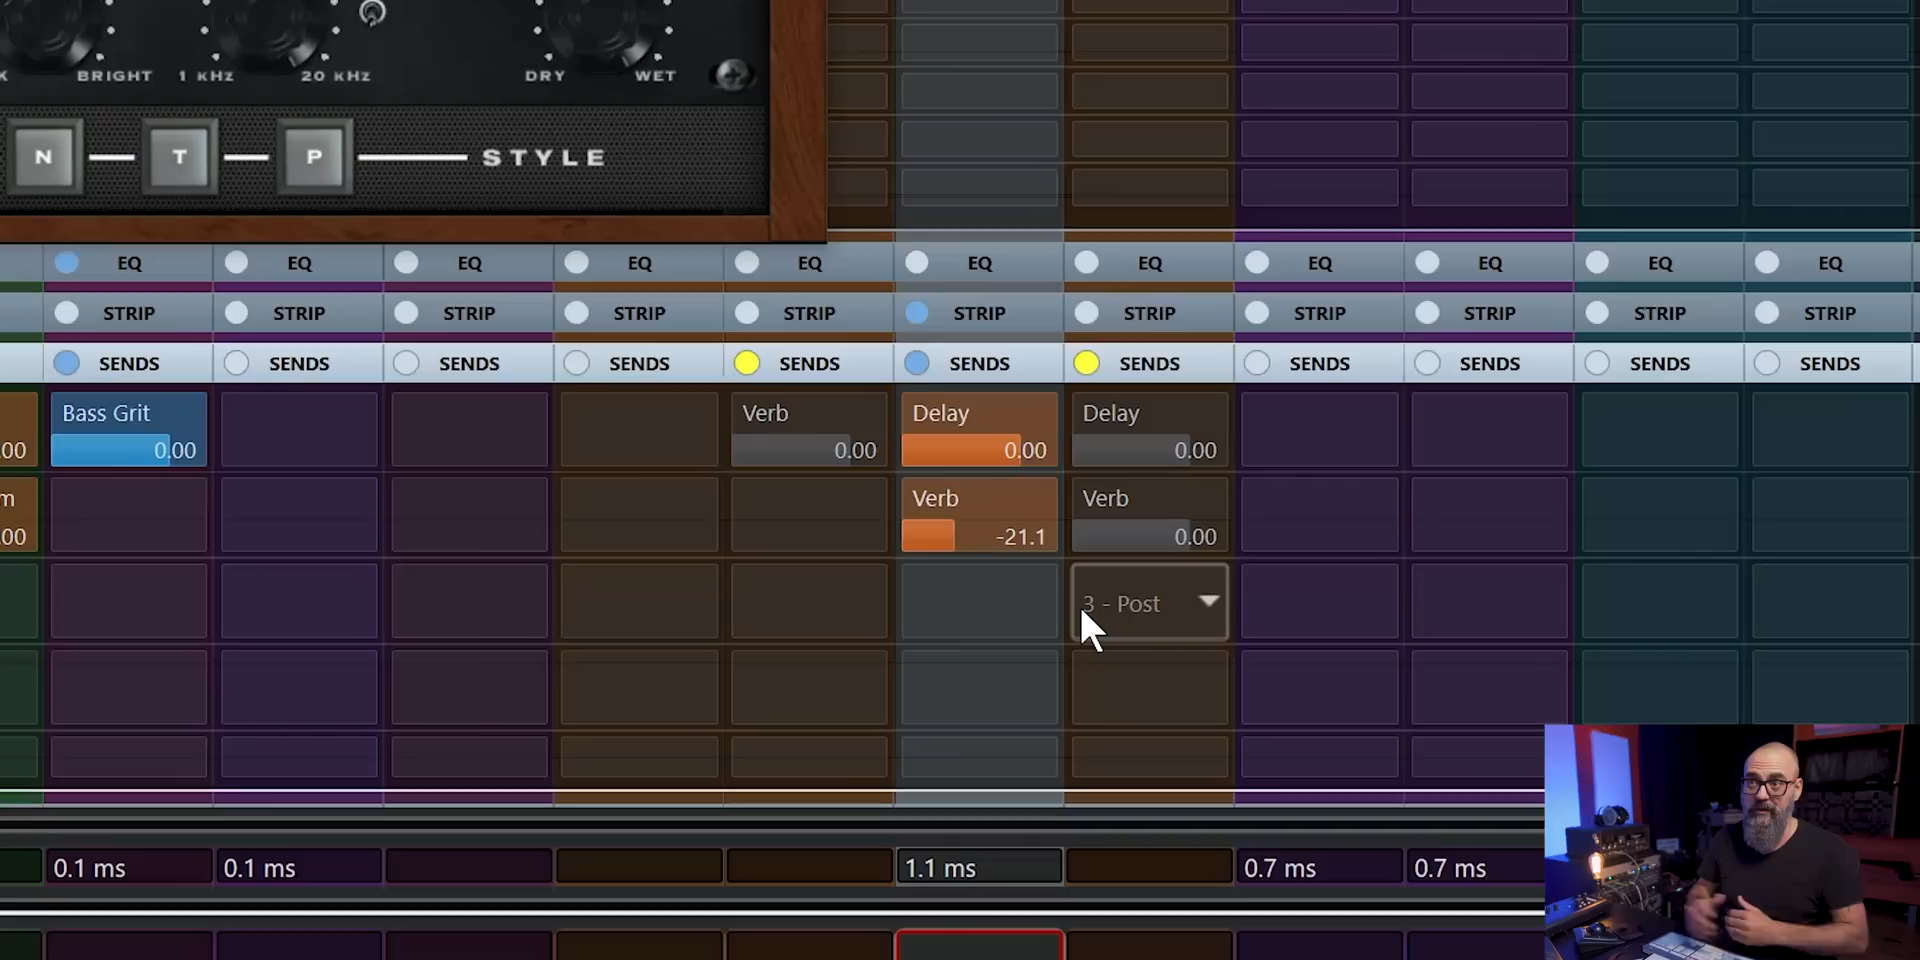 BRIGHT 1 KHZ 20 KHZ DRY WET
N T P STYLE
EQ EQ EQ EQ EQ EQ EQ EQ EQ EQ EQ
STRIP STRIP STRIP STRIP STRIP STRIP STRIP STRIP STRIP STRIP STRIP
SENDS SENDS SENDS SENDS SENDS SENDS SENDS SENDS SENDS SENDS SENDS
Bass Grit Verb Delay Delay
.00 0.00 0.00 0.00 0.00
m Verb Verb
.00 -21.1 0.00
3 - Post
0.1 ms 0.1 ms 1.1 ms 0.7 ms 0.7 ms